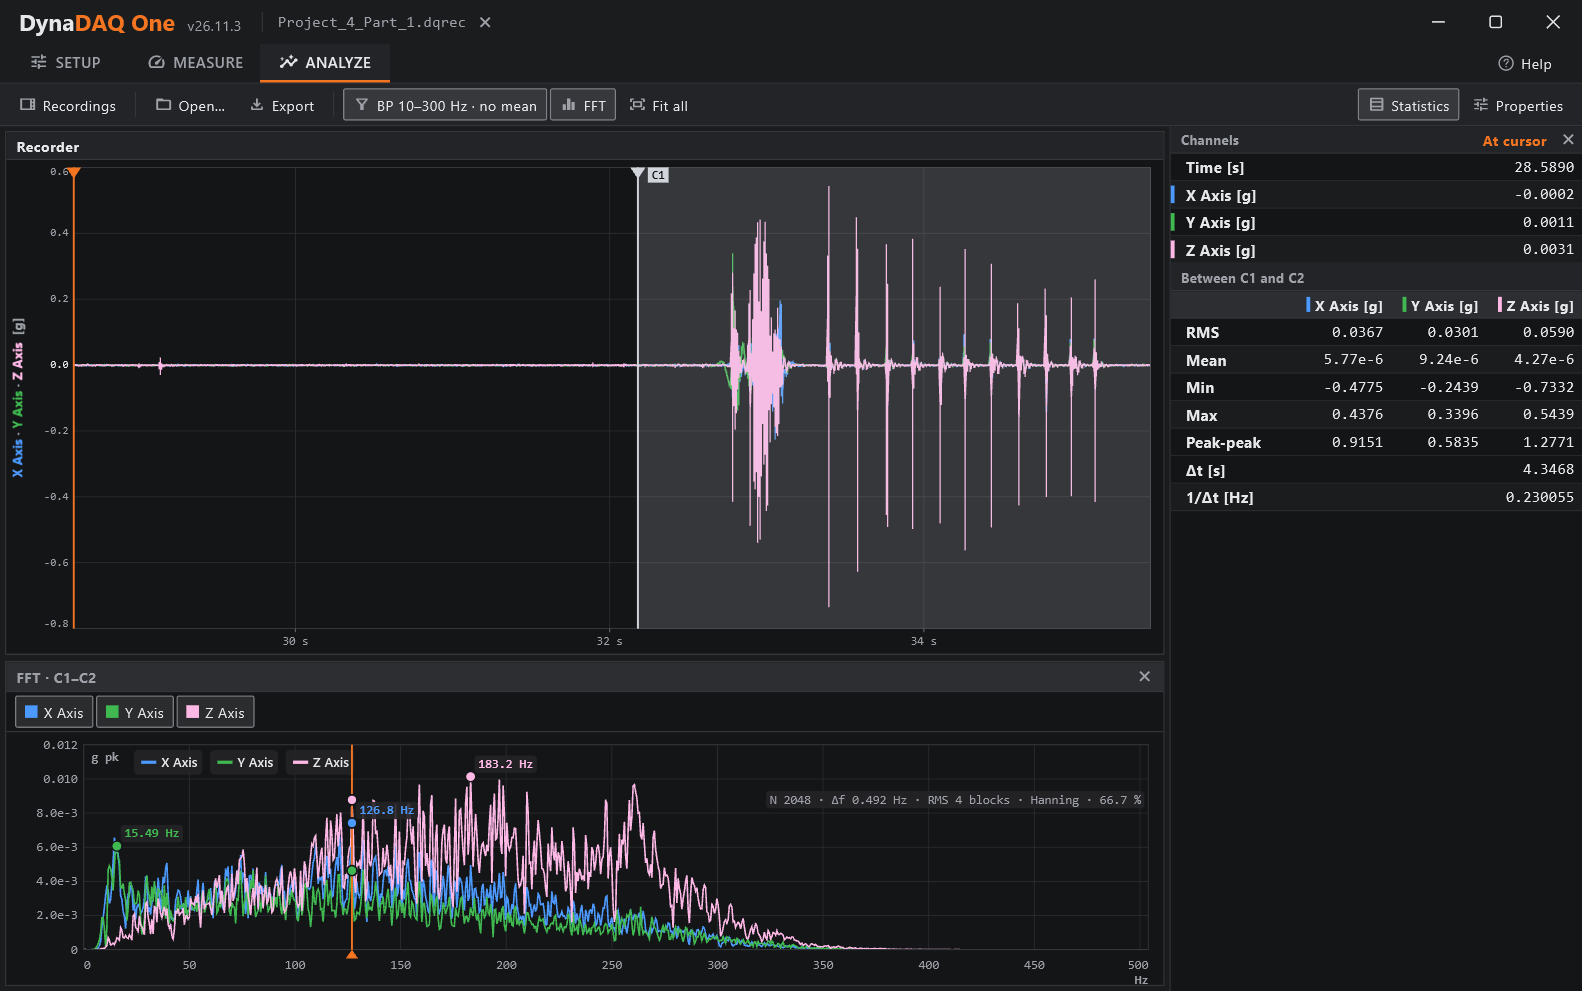 DynaDAQ One v26.11.3 Project_4_Part_1.dqrec
SETUP MEASURE ANALYZE Help
Recordings Open... Export BP 10–300 Hz · no mean FFT Fit all Statistics Properties
Recorder
0.6
0.4
0.2
0.0
-0.2
-0.4
-0.6
-0.8
X Axis · Y Axis · Z Axis [g]
C1
30 s 32 s 34 s
FFT · C1–C2
X Axis Y Axis Z Axis
g pk X Axis Y Axis Z Axis
0.012
0.010
8.0e-3
6.0e-3
4.0e-3
2.0e-3
0
15.49 Hz
126.8 Hz
183.2 Hz
N 2048 · Δf 0.492 Hz · RMS 4 blocks · Hanning · 66.7 %
0 50 100 150 200 250 300 350 400 450 500
Hz
Channels At cursor
Time [s] 28.5890
X Axis [g] -0.0002
Y Axis [g] 0.0011
Z Axis [g] 0.0031
Between C1 and C2
X Axis [g] Y Axis [g] Z Axis [g]
RMS 0.0367 0.0301 0.0590
Mean 5.77e-6 9.24e-6 4.27e-6
Min -0.4775 -0.2439 -0.7332
Max 0.4376 0.3396 0.5439
Peak-peak 0.9151 0.5835 1.2771
Δt [s] 4.3468
1/Δt [Hz] 0.230055